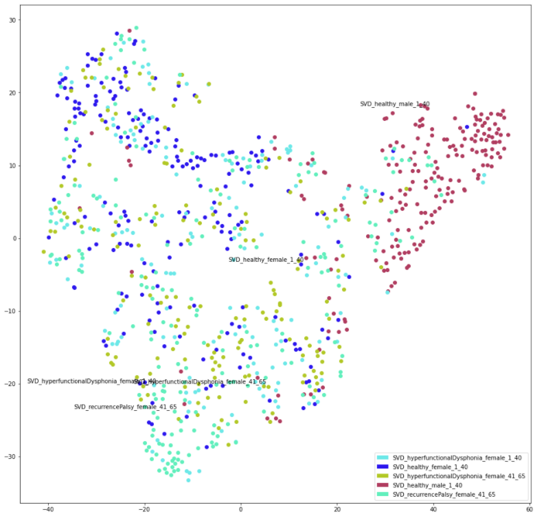 30
20
10
0
−10
−20
−30
SVD_healthy_male_1_40
SVD_healthy_female_1_40
SVD_hyperfunctionalDysphonia_female_1_40
SVD_hyperfunctionalDysphonia_female_41_65
SVD_recurrencePalsy_female_41_65
SVD_hyperfunctionalDysphonia_female_1_40
SVD_healthy_female_1_40
SVD_hyperfunctionalDysphonia_female_41_65
SVD_healthy_male_1_40
SVD_recurrencePalsy_female_41_65
−40
−20
0
20
40
60